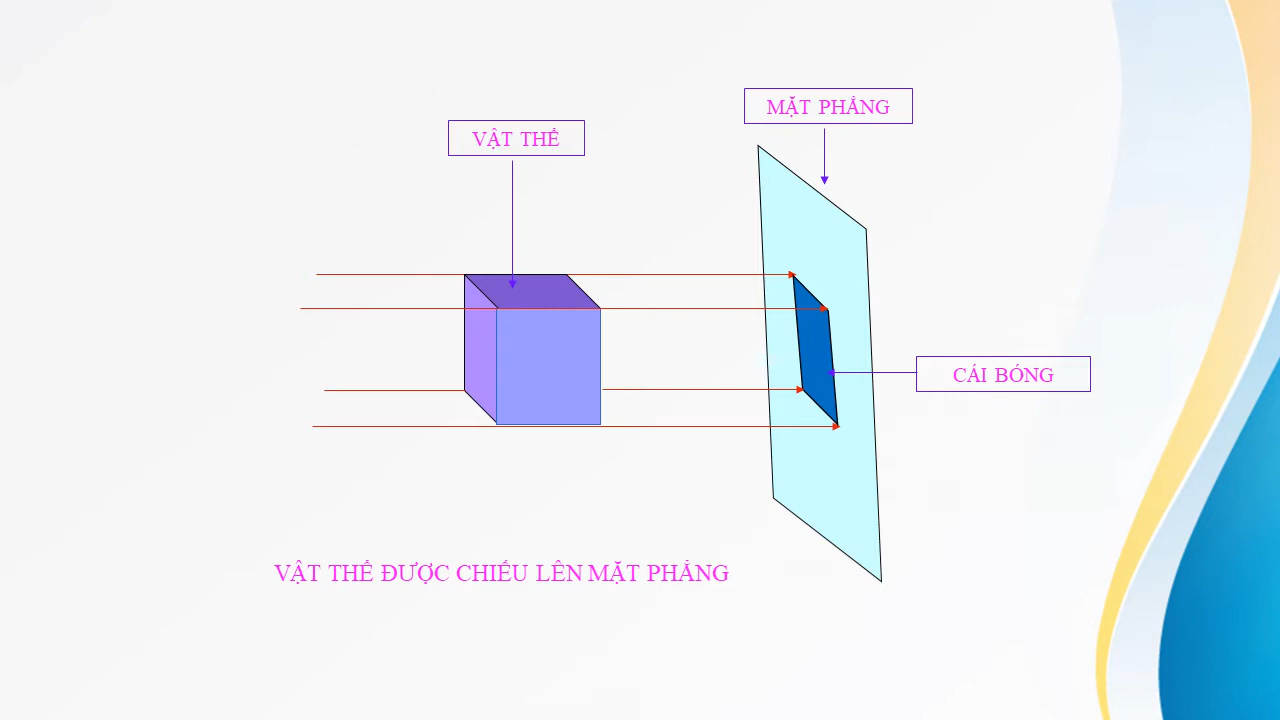 MẶT PHẲNG
VẬT THỂ
CÁI BÓNG
VẬT THỂ ĐƯỢC CHIẾU LÊN MẶT PHẲNG